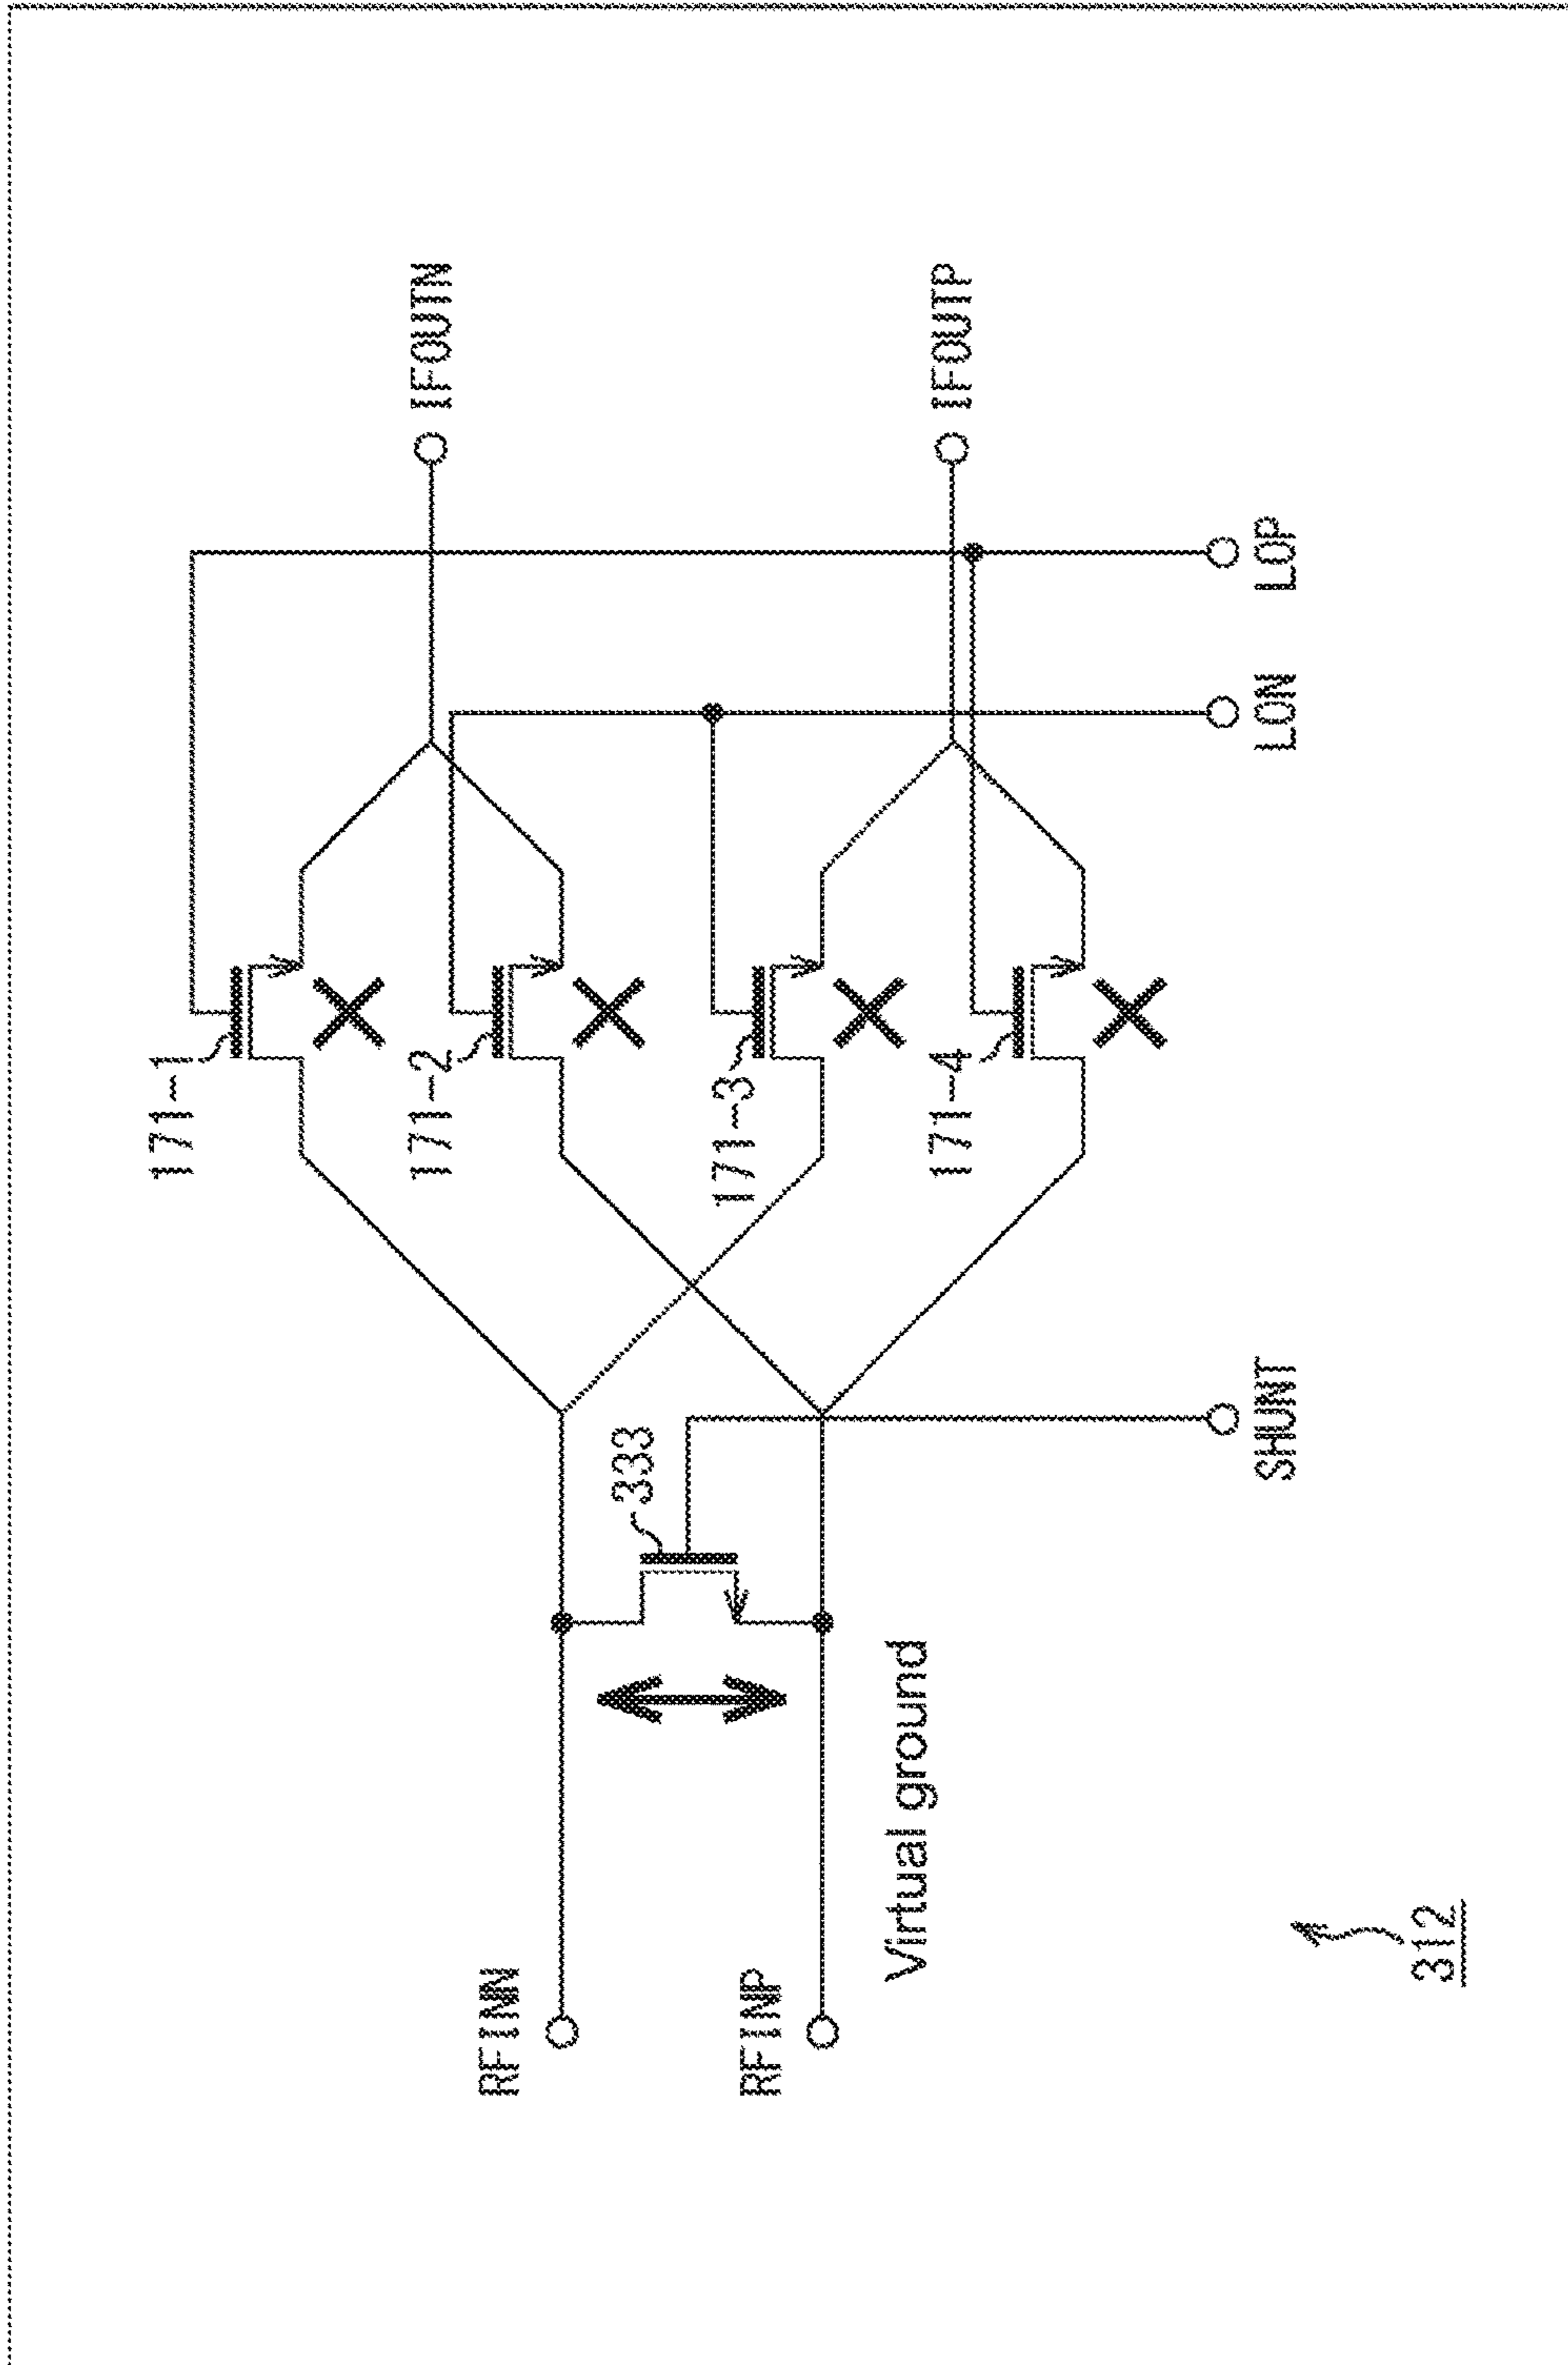 171-1
171-2
171-3
171-4
IFOUTN
IFOUTP
LOP
LON
SHUNT
333
RFINN
RFINP
Virtual ground
312